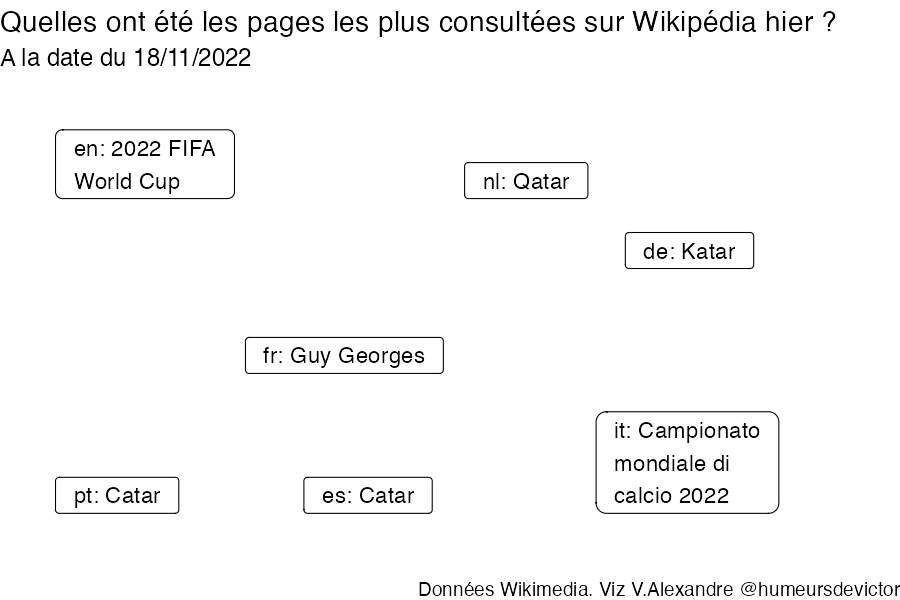 Quelles ont été les pages les plus consultées sur Wikipédia hier ?
A la date du 18/11/2022
en: 2022 FIFA
World Cup
nl: Qatar
de: Katar
fr: Guy Georges
it: Campionato
mondiale di
calcio 2022
pt: Catar
es: Catar
Données Wikimedia. Viz V.Alexandre @humeursdevictor